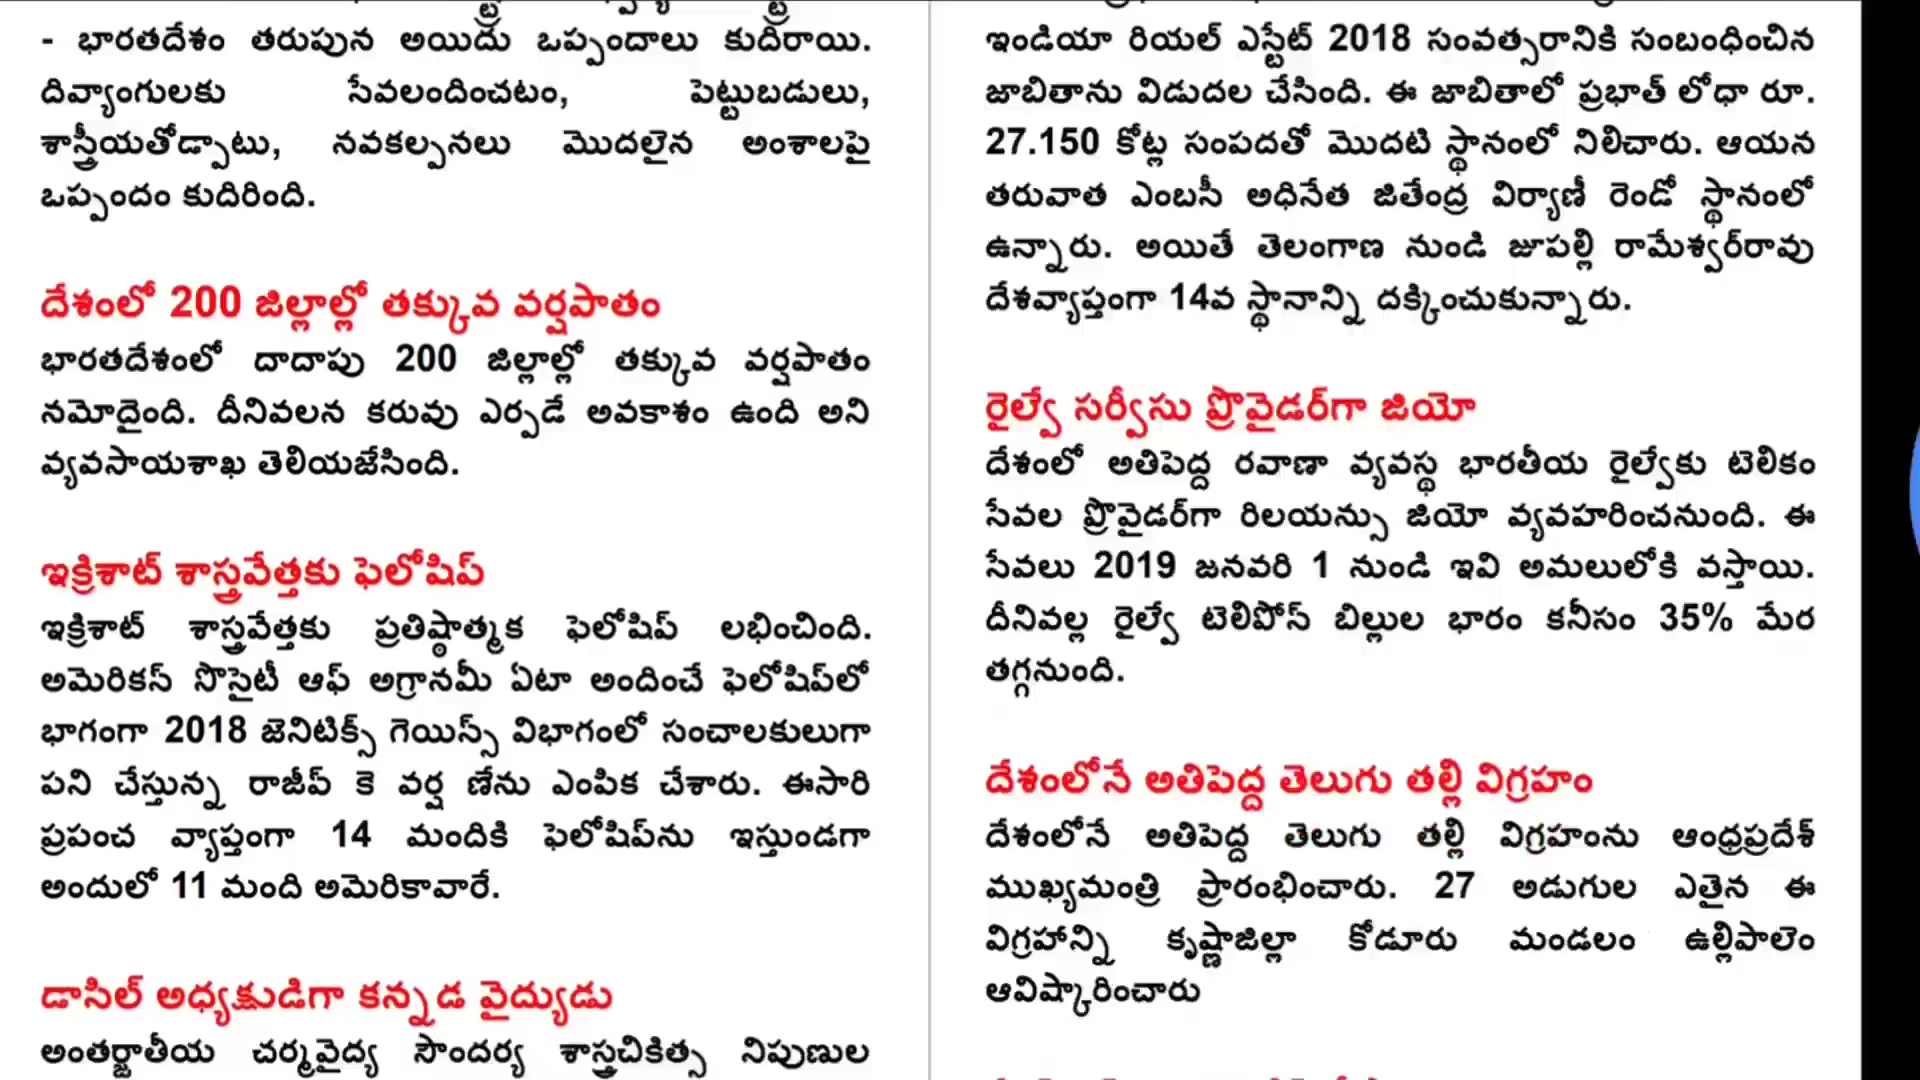 - భారతదేశం తరుపున అయిదు ఒప్పందాలు కుదిరాయి.
దివ్యాంగులకు సేవలందించటం, పెట్టుబడులు,
శాస్త్రీయతోడ్పాటు, నవకల్పనలు మొదలైన అంశాలపై
ఒప్పందం కుదిరింది.
దేశంలో 200 జిల్లాల్లో తక్కువ వర్షపాతం
భారతదేశంలో దాదాపు 200 జిల్లాల్లో తక్కువ వర్షపాతం
నమోదైంది. దీనివలన కరువు ఎర్పడే అవకాశం ఉంది అని
వ్యవసాయశాఖ తెలియజేసింది.
ఇక్రిశాట్ శాస్త్రవేత్తకు ఫెలోషిప్
ఇక్రిశాట్ శాస్త్రవేత్తకు ప్రతిష్ఠాత్మక ఫెలోషిప్ లభించింది.
అమెరికస్ సొసైటీ ఆఫ్ అగ్రానమీ ఏటా అందించే ఫెలోషిప్‌లో
భాగంగా 2018 జెనిటిక్స్ గెయిన్స్ విభాగంలో సంచాలకులుగా
పని చేస్తున్న రాజీప్ కె వర్ష ణేను ఎంపిక చేశారు. ఈసారి
ప్రపంచ వ్యాప్తంగా 14 మందికి ఫెలోషిప్‌ను ఇస్తుండగా
అందులో 11 మంది అమెరికావారే.
డాసిల్ అధ్యక్షుడిగా కన్నడ వైద్యుడు
అంతర్జాతీయ చర్మవైద్య సౌందర్య శాస్త్రచికిత్స నిపుణుల
ఇండియా రియల్ ఎస్టేట్ 2018 సంవత్సరానికి సంబంధించిన
జాబితాను విడుదల చేసింది. ఈ జాబితాలో ప్రభాత్ లోధా రూ.
27.150 కోట్ల సంపదతో మొదటి స్థానంలో నిలిచారు. ఆయన
తరువాత ఎంబసీ అధినేత జితేంద్ర విర్యాణీ రెండో స్థానంలో
ఉన్నారు. అయితే తెలంగాణ నుండి జూపల్లి రామేశ్వర్‌రావు
దేశవ్యాప్తంగా 14వ స్థానాన్ని దక్కించుకున్నారు.
రైల్వే సర్వీసు ప్రొవైడర్‌గా జియో
దేశంలో అతిపెద్ద రవాణా వ్యవస్థ భారతీయ రైల్వేకు టెలికం
సేవల ప్రొవైడర్‌గా రిలయన్సు జియో వ్యవహరించనుంది. ఈ
సేవలు 2019 జనవరి 1 నుండి ఇవి అమలులోకి వస్తాయి.
దీనివల్ల రైల్వే టెలిపోస్ బిల్లుల భారం కనీసం 35% మేర
తగ్గనుంది.
దేశంలోనే అతిపెద్ద తెలుగు తల్లి విగ్రహం
దేశంలోనే అతిపెద్ద తెలుగు తల్లి విగ్రహంను ఆంధ్రప్రదేశ్
ముఖ్యమంత్రి ప్రారంభించారు. 27 అడుగుల ఎతైన ఈ
విగ్రహాన్ని కృష్ణాజిల్లా కోడూరు మండలం ఉల్లిపాలెం
ఆవిష్కారించారు